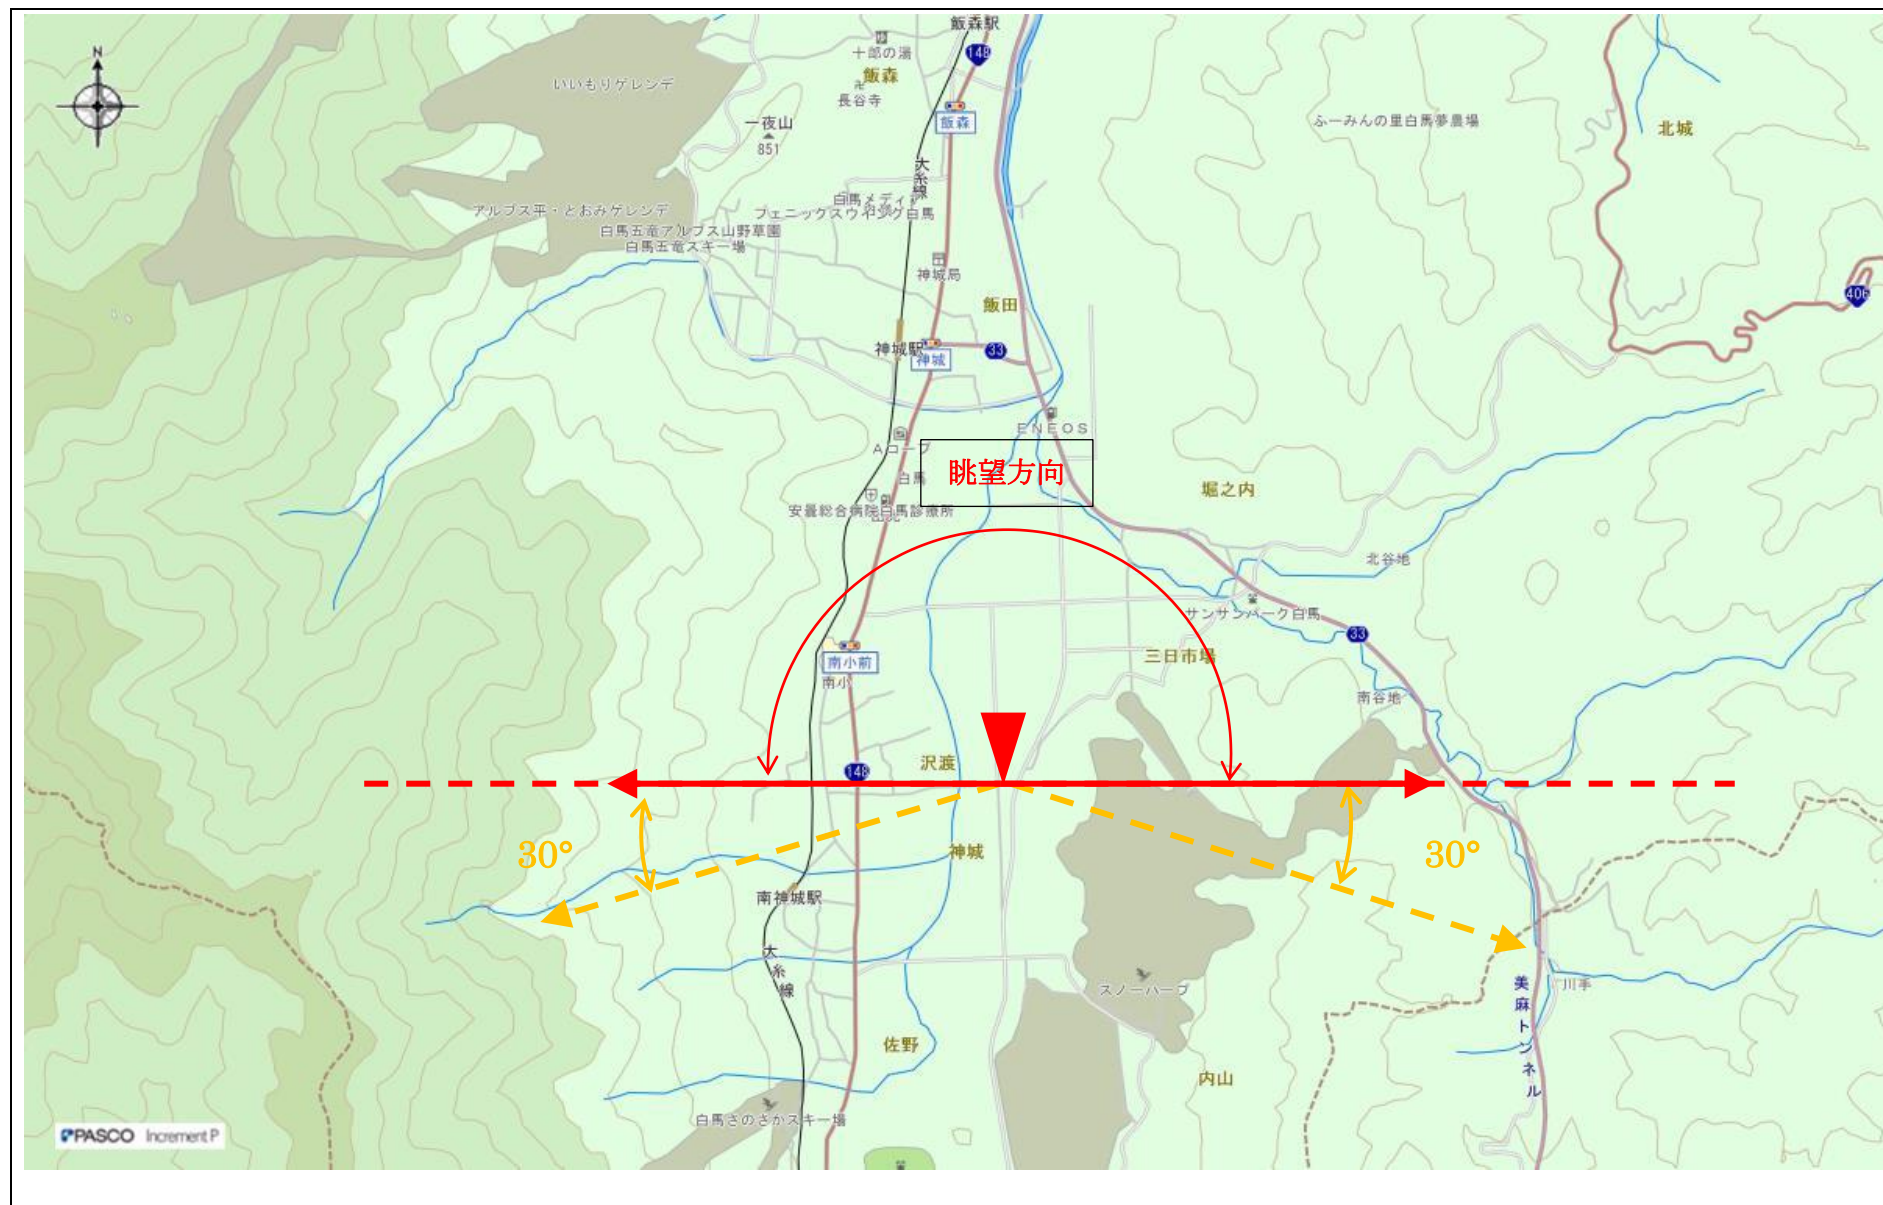 飯森駅
N
148
十郎の湯
飯森
いいもりゲレンデ
長谷寺
飯森
ふーみんの里白馬夢農場
北城
一夜山
851
大糸線
白馬メディア
アルプス平・とおみゲレンデ
フェニックスウイング白馬
白馬五竜アルプス山野草園
白馬五竜スキー場
神城局
406
飯田
神城駅
神城
33
ENEOS
Aコープ
白馬
眺望方向
堀之内
安曇総合病院白馬診療所
北谷地
サンサンパーク白馬
33
南小前
三日市場
南小
南谷地
沢渡
148
30°
神城
30°
南神城駅
大糸線
スノーハープ
川手
美麻トンネル
佐野
内山
白馬さのさかスキー場
PASCO Increment P